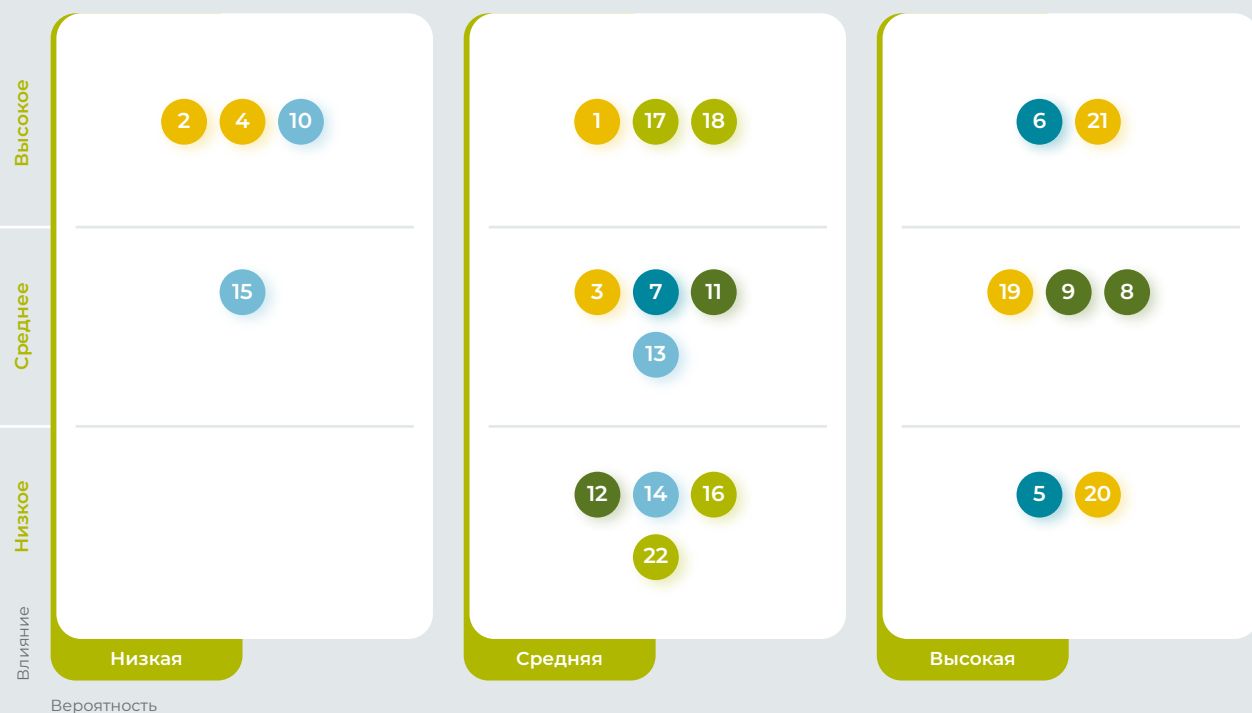 Высокое
2 4 10
1 17 18
6 21
Среднее
15
3 7 11
13
19 9 8
Низкое
12 14 16
22
5 20
Влияние
Низкая
Средняя
Высокая
Вероятность